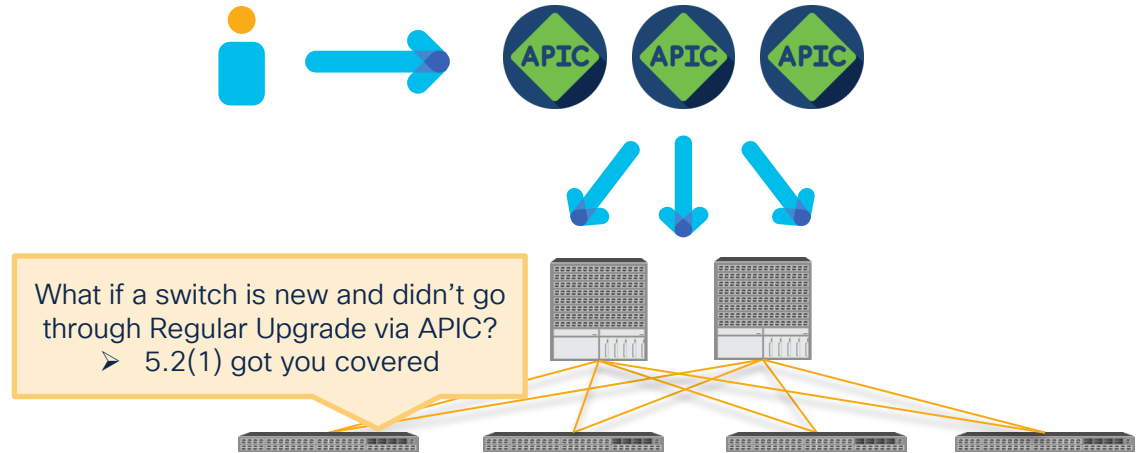 APIC APIC APIC
What if a switch is new and didn’t go
through Regular Upgrade via APIC?
➢ 5.2(1) got you covered